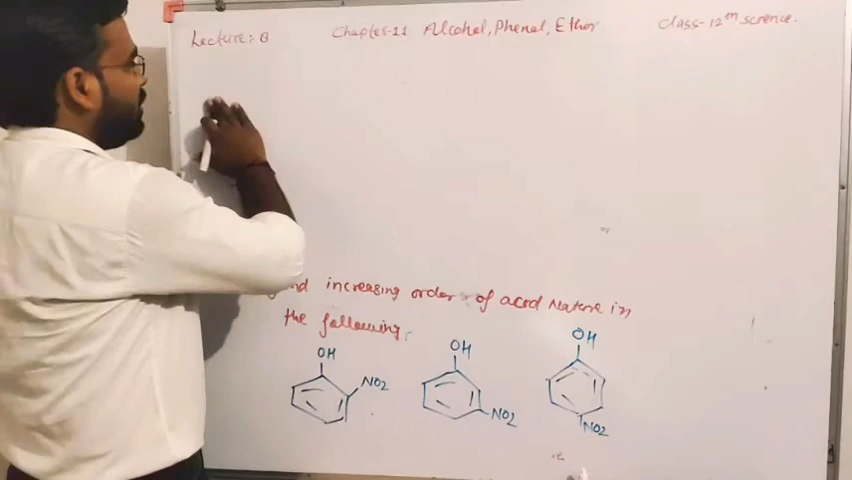 Lecture: 8 Chapter-11 Alcohol, Phenol, Ether Class-12th science.
increasing order of acid Nature in
the following,
OH OH OH
NO2 NO2 NO2